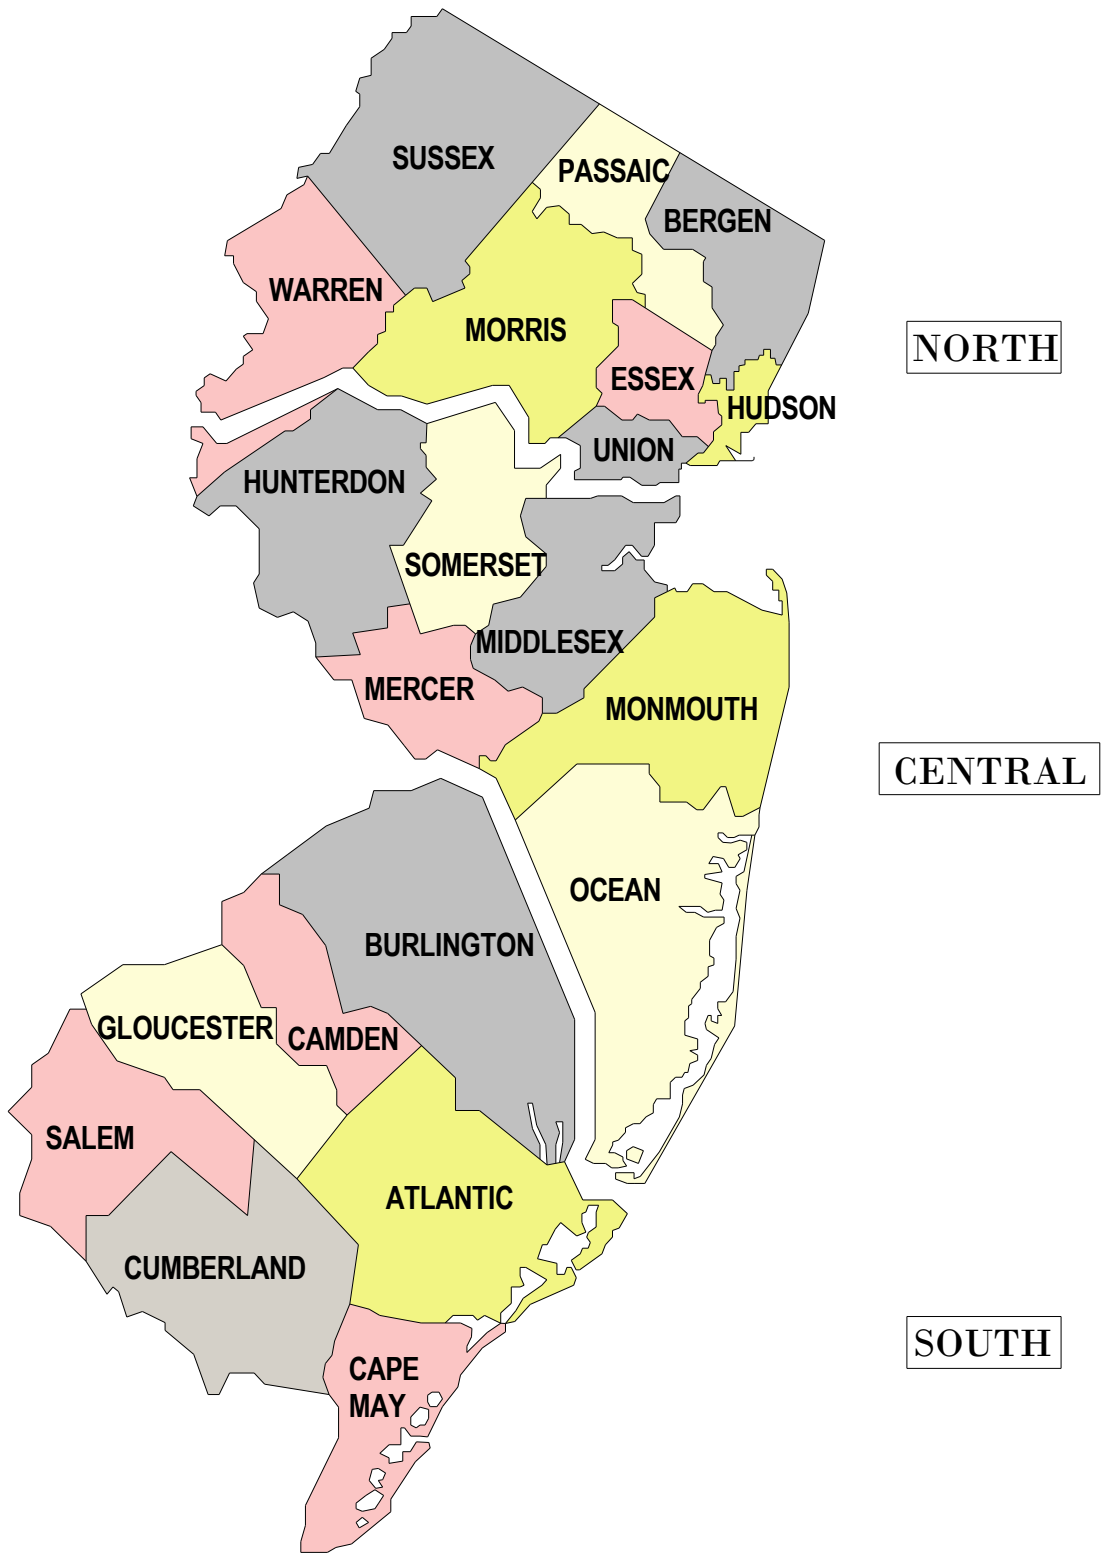 SUSSEX
PASSAIC
BERGEN
WARREN
MORRIS
NORTH
ESSEX
HUDSON
UNION
HUNTERDON
SOMERSET
MIDDLESEX
MERCER
MONMOUTH
CENTRAL
OCEAN
BURLINGTON
GLOUCESTER
CAMDEN
SALEM
ATLANTIC
CUMBERLAND
SOUTH
CAPE
MAY